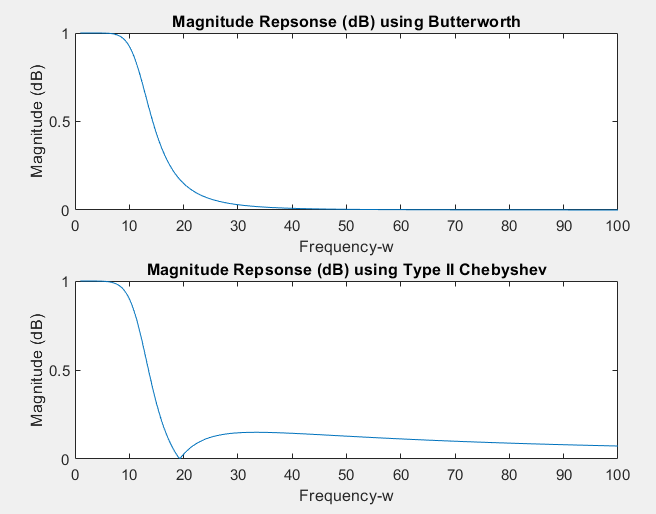 Magnitude Repsonse (dB) using Butterworth
1
0.5
0
Magnitude (dB)
0 10 20 30 40 50 60 70 80 90 100
Frequency-w
Magnitude Repsonse (dB) using Type II Chebyshev
1
0.5
0
Magnitude (dB)
0 10 20 30 40 50 60 70 80 90 100
Frequency-w